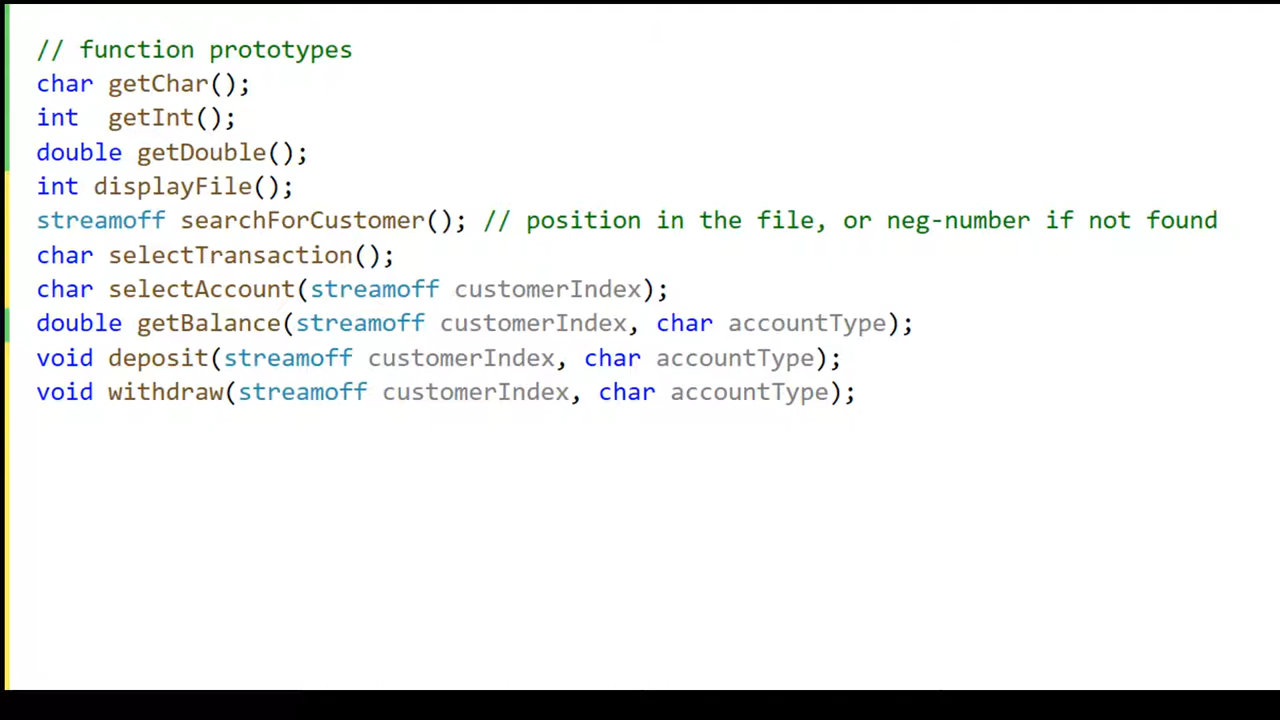 // function prototypes
char getChar();
int  getInt();
double getDouble();
int displayFile();
streamoff searchForCustomer(); // position in the file, or neg-number if not found
char selectTransaction();
char selectAccount(streamoff customerIndex);
double getBalance(streamoff customerIndex, char accountType);
void deposit(streamoff customerIndex, char accountType);
void withdraw(streamoff customerIndex, char accountType);